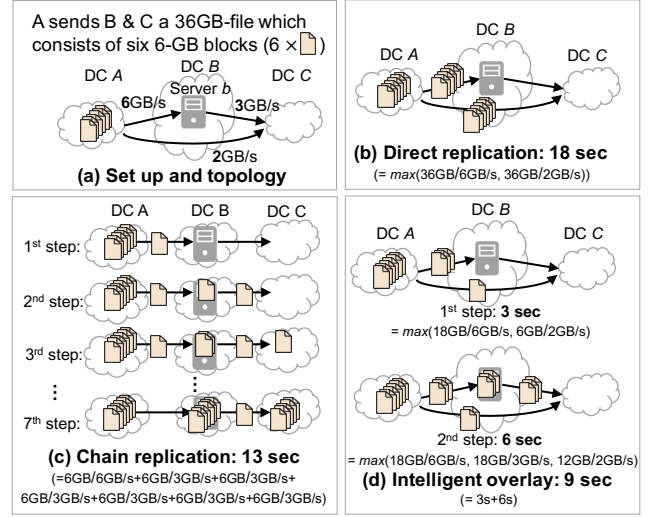 A sends B & C a 36GB-file which
consists of six 6-GB blocks (6 × )
DC A
DC B
DC C
Server b
6GB/s
3GB/s
2GB/s
(a) Set up and topology
DC B
DC A
DC C
(b) Direct replication: 18 sec
(= max(36GB/6GB/s, 36GB/2GB/s))
DC A DC B DC C
1st step:
2nd step:
3rd step:
⋮ ⋮
7th step:
(c) Chain replication: 13 sec
(=6GB/6GB/s+6GB/3GB/s+6GB/3GB/s+
6GB/3GB/s+6GB/3GB/s+6GB/3GB/s+6GB/3GB/s)
DC B
DC A
DC C
1st step: 3 sec
= max(18GB/6GB/s, 6GB/2GB/s)
2nd step: 6 sec
= max(18GB/6GB/s, 18GB/3GB/s, 12GB/2GB/s)
(d) Intelligent overlay: 9 sec
(= 3s+6s)